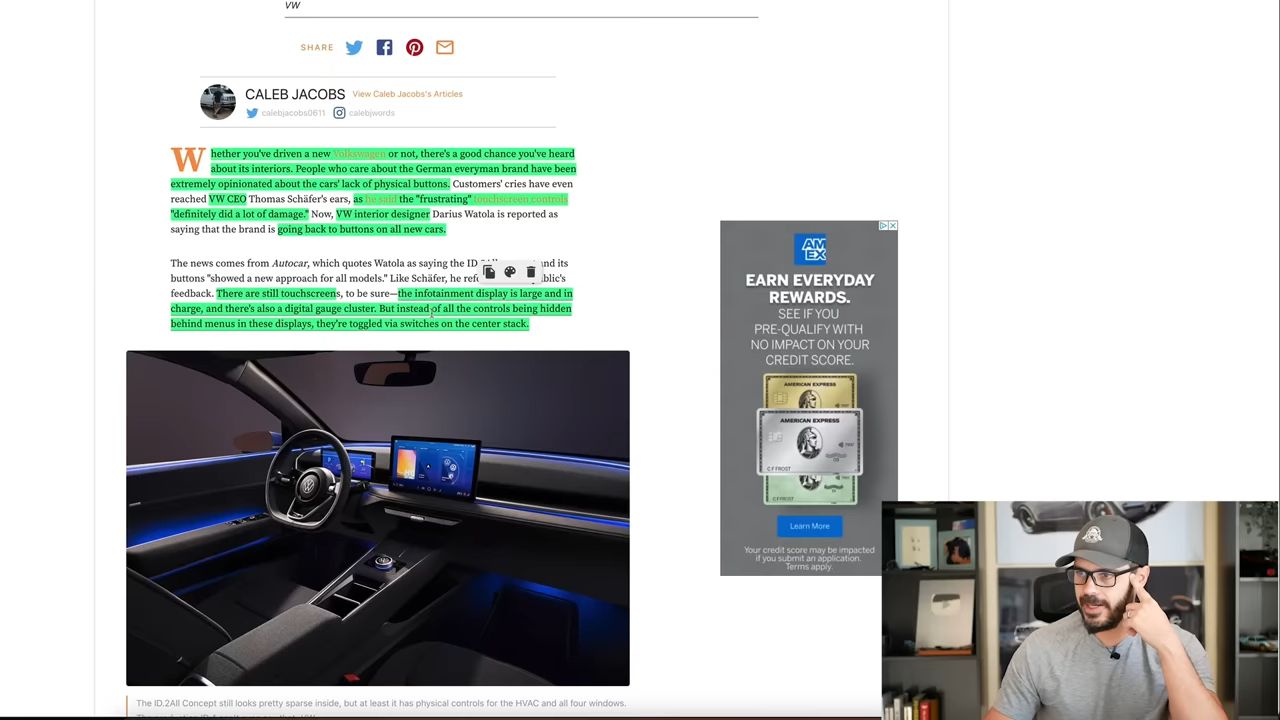 VW
SHARE
CALEB JACOBS View Caleb Jacobs's Articles
calebjacobs0611 calebjwords
Whether you've driven a new Volkswagen or not, there's a good chance you've heard
about its interiors. People who care about the German everyman brand have been
extremely opinionated about the cars' lack of physical buttons. Customers' cries have even
reached VW CEO Thomas Schäfer's ears, as he said the "frustrating" touchscreen controls
"definitely did a lot of damage." Now, VW interior designer Darius Watola is reported as
saying that the brand is going back to buttons on all new cars.
The news comes from Autocar, which quotes Watola as saying the ID. and its
buttons "showed a new approach for all models." Like Schäfer, he
feedback. There are still touchscreens, to be sure—the infotainment display is large and in
charge, and there's also a digital gauge cluster. But instead of all the controls being hidden
behind menus in these displays, they're toggled via switches on the center stack.
The ID.2All Concept still looks pretty sparse inside, but at least it has physical controls for the HVAC and all four windows.
AM
EX
EARN EVERYDAY
REWARDS.
SEE IF YOU
PRE-QUALIFY WITH
NO IMPACT ON YOUR
CREDIT SCORE.
AMERICAN EXPRESS
AMERICAN EXPRESS
C F FROST
C F FROST
Learn More
Your credit score may be impacted
if you submit an application.
Terms apply.